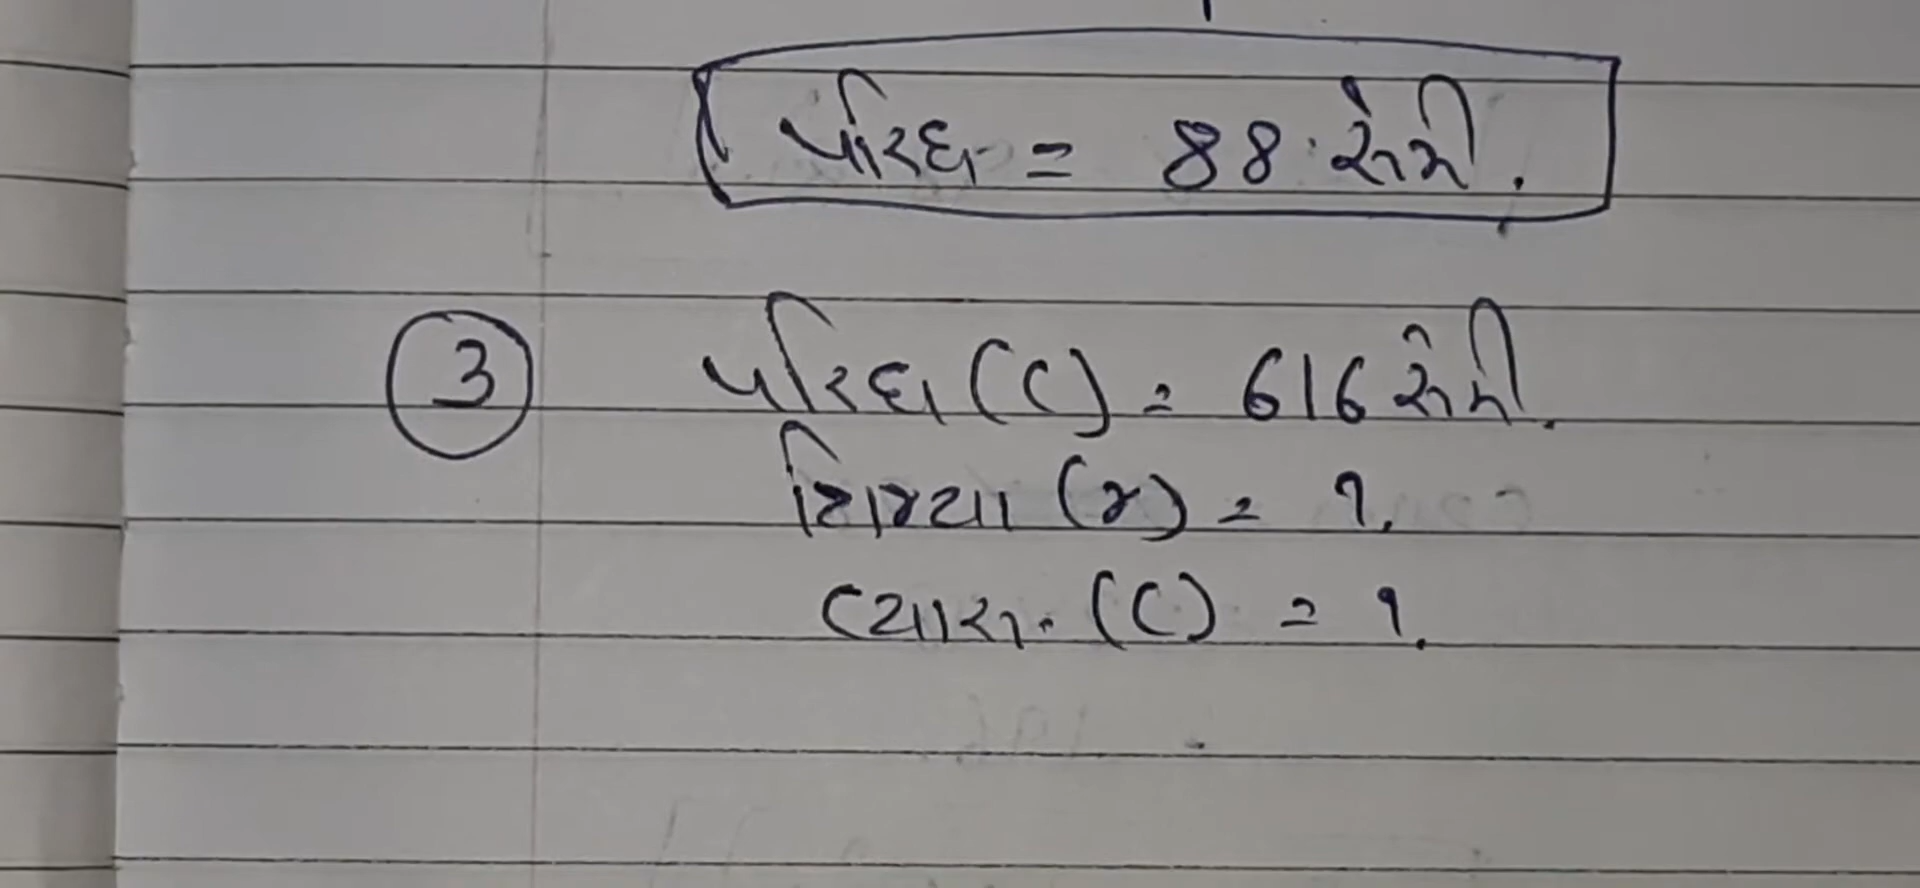 પરિઘ = 88 સેમી.
③ પરિઘ (C) = 616 સેમી.
ત્રિજ્યા (r) = ?
વ્યાસ. (C) = ?